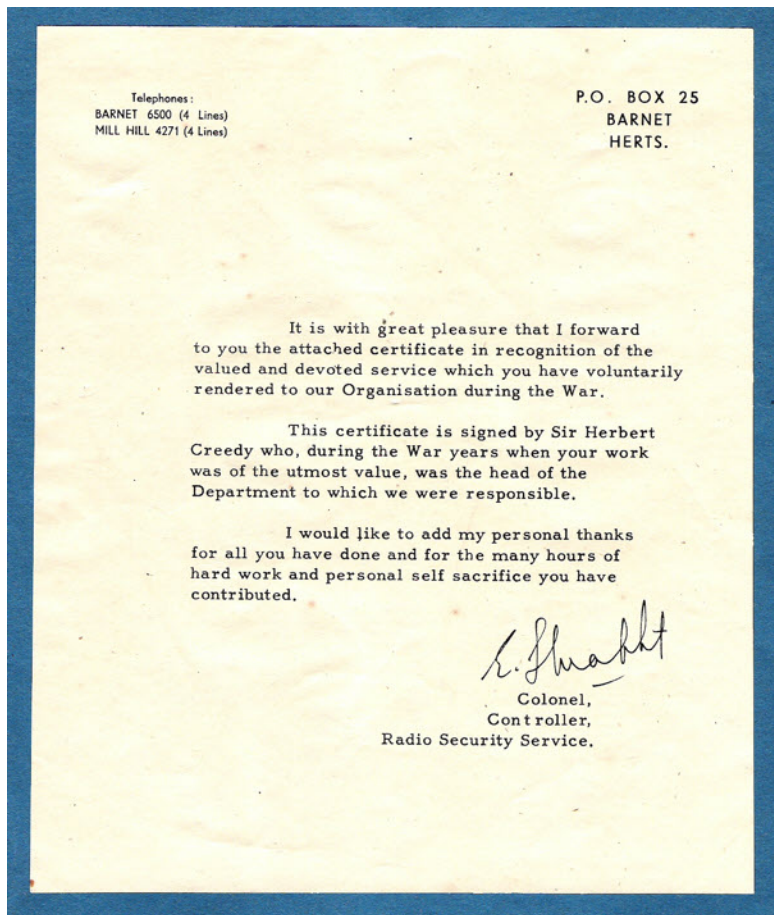 Telephones:
BARNET 6500 (4 Lines)
MILL HILL 4271 (4 Lines)
P.O. BOX 25
BARNET
HERTS.
It is with great pleasure that I forward
to you the attached certificate in recognition of the
valued and devoted service which you have voluntarily
rendered to our Organisation during the War.
This certificate is signed by Sir Herbert
Creedy who, during the War years when your work
was of the utmost value, was the head of the
Department to which we were responsible.
I would like to add my personal thanks
for all you have done and for the many hours of
hard work and personal self sacrifice you have
contributed.
E.
Colonel,
Controller,
Radio Security Service.